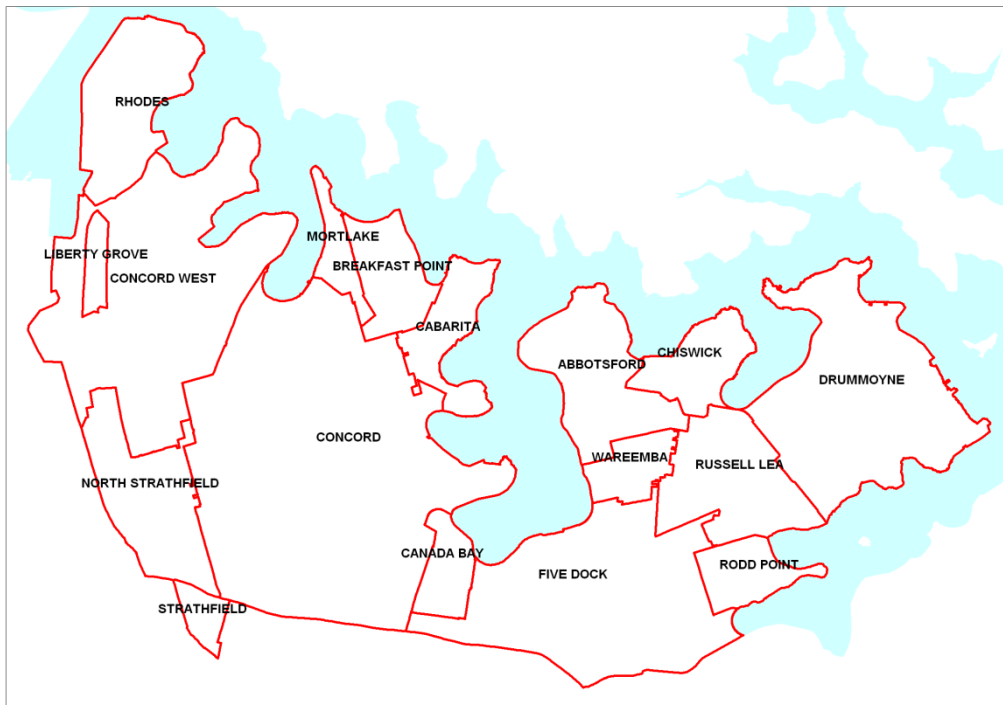 RHODES
MORTLAKE
LIBERTY GROVE
BREAKFAST POINT
CONCORD WEST
CABARITA
CHISWICK
ABBOTSFORD
DRUMMOYNE
CONCORD
WAREEMBA
RUSSELL LEA
NORTH STRATHFIELD
CANADA BAY
RODD POINT
FIVE DOCK
STRATHFIELD